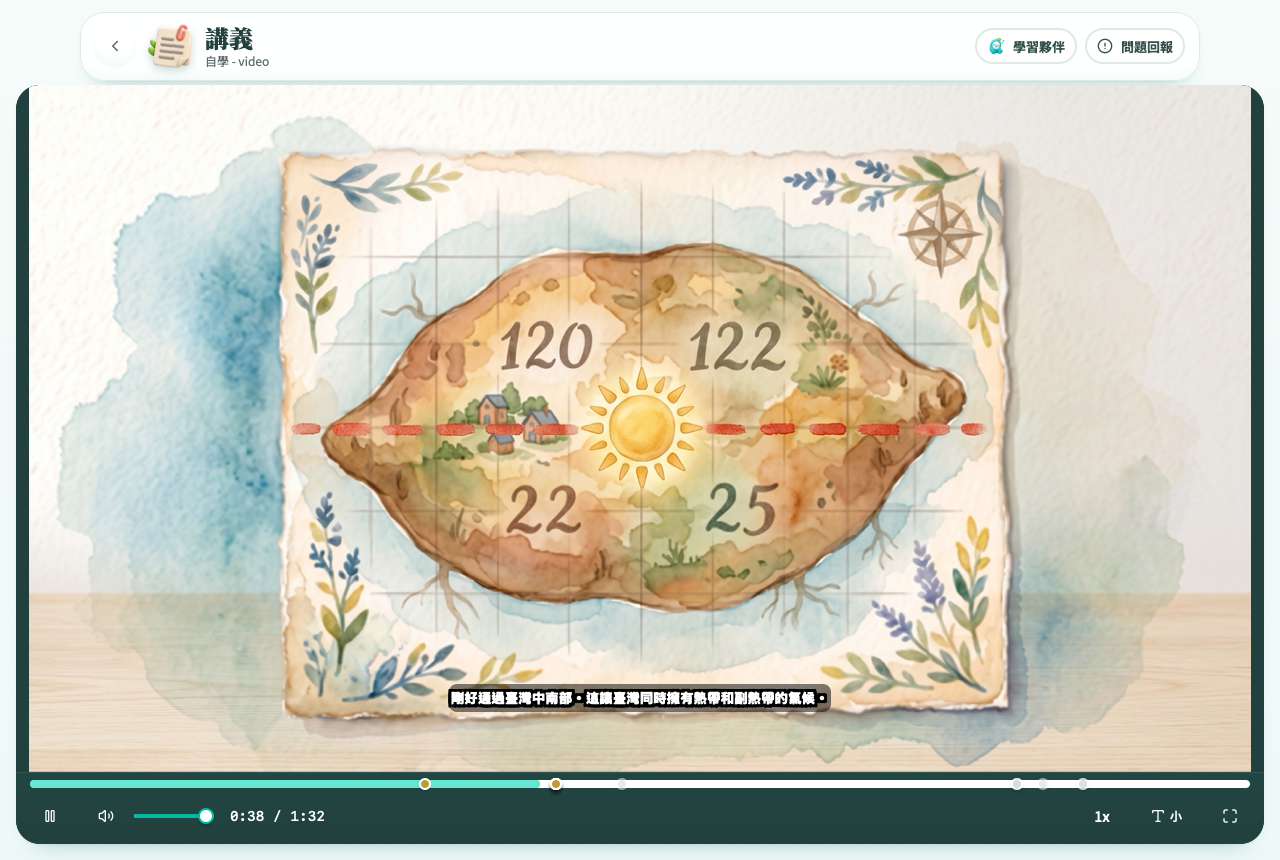 講義
自學 - video
學習夥伴
問題回報
120 122
22 25
剛好通過臺灣中南部。這讓臺灣同時擁有熱帶和副熱帶的氣候。
0:38 / 1:32
1x
小